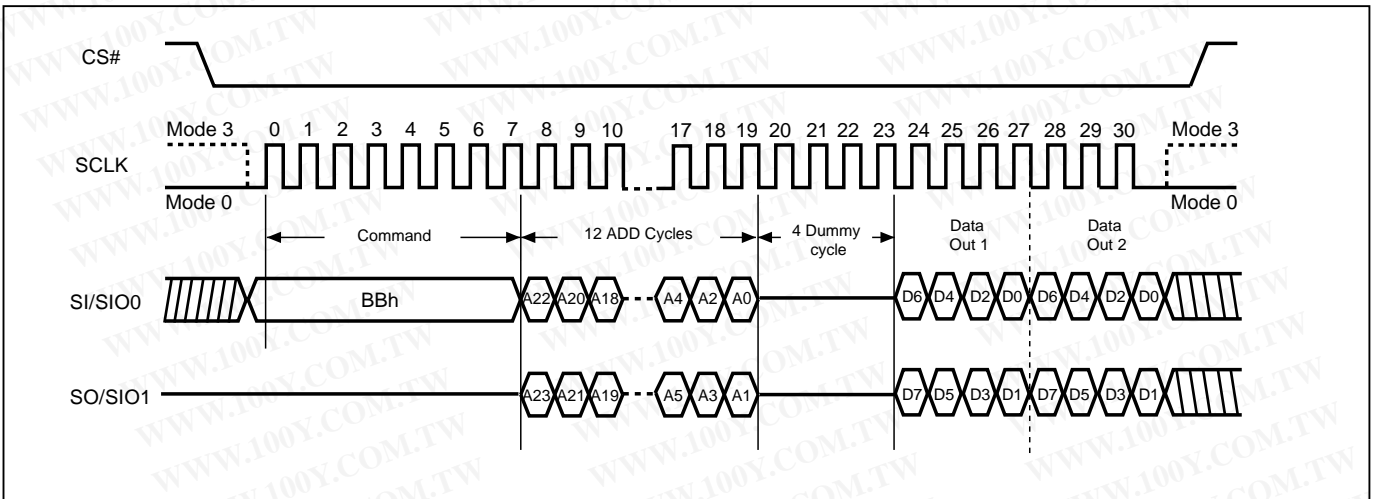 CS#
Mode 3 0 1 2 3 4 5 6 7 8 9 10 17 18 19 20 21 22 23 24 25 26 27 28 29 30 Mode 3
SCLK
Mode 0 Mode 0
Command 12 ADD Cycles 4 Dummy cycle Data Out 1 Data Out 2
SI/SIO0 BBh A22 A20 A18 A4 A2 A0 D6 D4 D2 D0 D6 D4 D2 D0
SO/SIO1 A23 A21 A19 A5 A3 A1 D7 D5 D3 D1 D7 D5 D3 D1
WWW.100Y.COM.TW